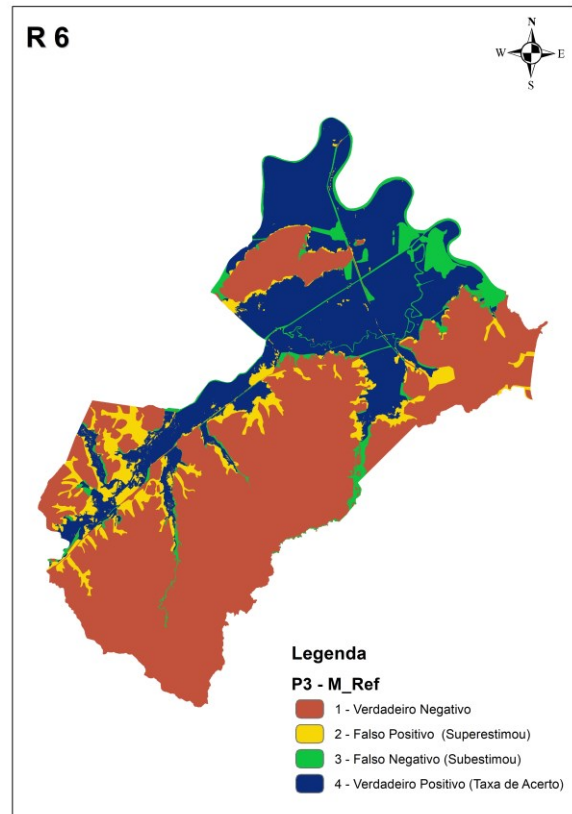 R 6
N
W E
S
Legenda
P3 - M_Ref
1 - Verdadeiro Negativo
2 - Falso Positivo (Superestimou)
3 - Falso Negativo (Subestimou)
4 - Verdadeiro Positivo (Taxa de Acerto)